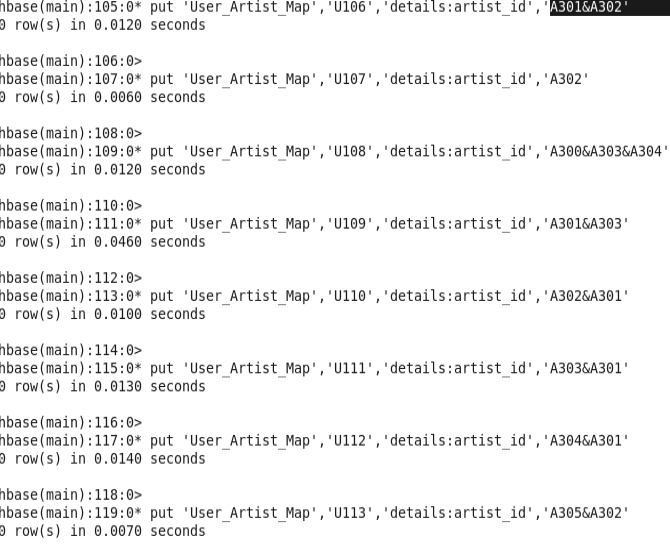 hbase(main):105:0* put 'User_Artist_Map','U106','details:artist_id','A301&A302'
0 row(s) in 0.0120 seconds
hbase(main):106:0>
hbase(main):107:0* put 'User_Artist_Map','U107','details:artist_id','A302'
0 row(s) in 0.0060 seconds
hbase(main):108:0>
hbase(main):109:0* put 'User_Artist_Map','U108','details:artist_id','A300&A303&A304'
0 row(s) in 0.0120 seconds
hbase(main):110:0>
hbase(main):111:0* put 'User_Artist_Map','U109','details:artist_id','A301&A303'
0 row(s) in 0.0460 seconds
hbase(main):112:0>
hbase(main):113:0* put 'User_Artist_Map','U110','details:artist_id','A302&A301'
0 row(s) in 0.0100 seconds
hbase(main):114:0>
hbase(main):115:0* put 'User_Artist_Map','U111','details:artist_id','A303&A301'
0 row(s) in 0.0130 seconds
hbase(main):116:0>
hbase(main):117:0* put 'User_Artist_Map','U112','details:artist_id','A304&A301'
0 row(s) in 0.0140 seconds
hbase(main):118:0>
hbase(main):119:0* put 'User_Artist_Map','U113','details:artist_id','A305&A302'
0 row(s) in 0.0070 seconds